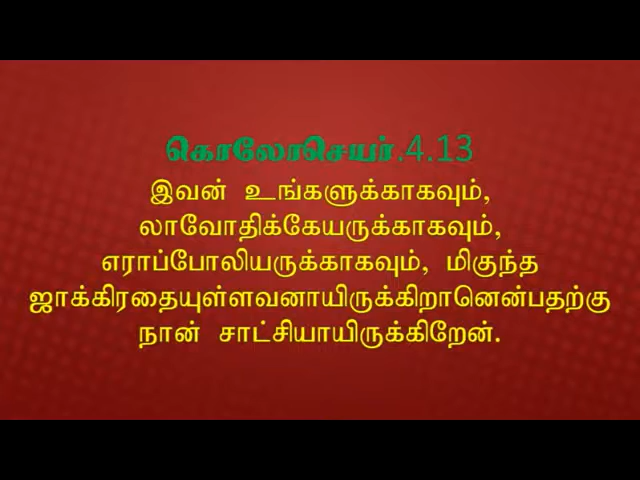 கொலோசெயர்.4.13
இவன் உங்களுக்காகவும்,
லாவோதிக்கேயருக்காகவும்,
எராப்போலியருக்காகவும், மிகுந்த
ஜாக்கிரதையுள்ளவனாயிருக்கிறானென்பதற்கு
நான் சாட்சியாயிருக்கிறேன்.